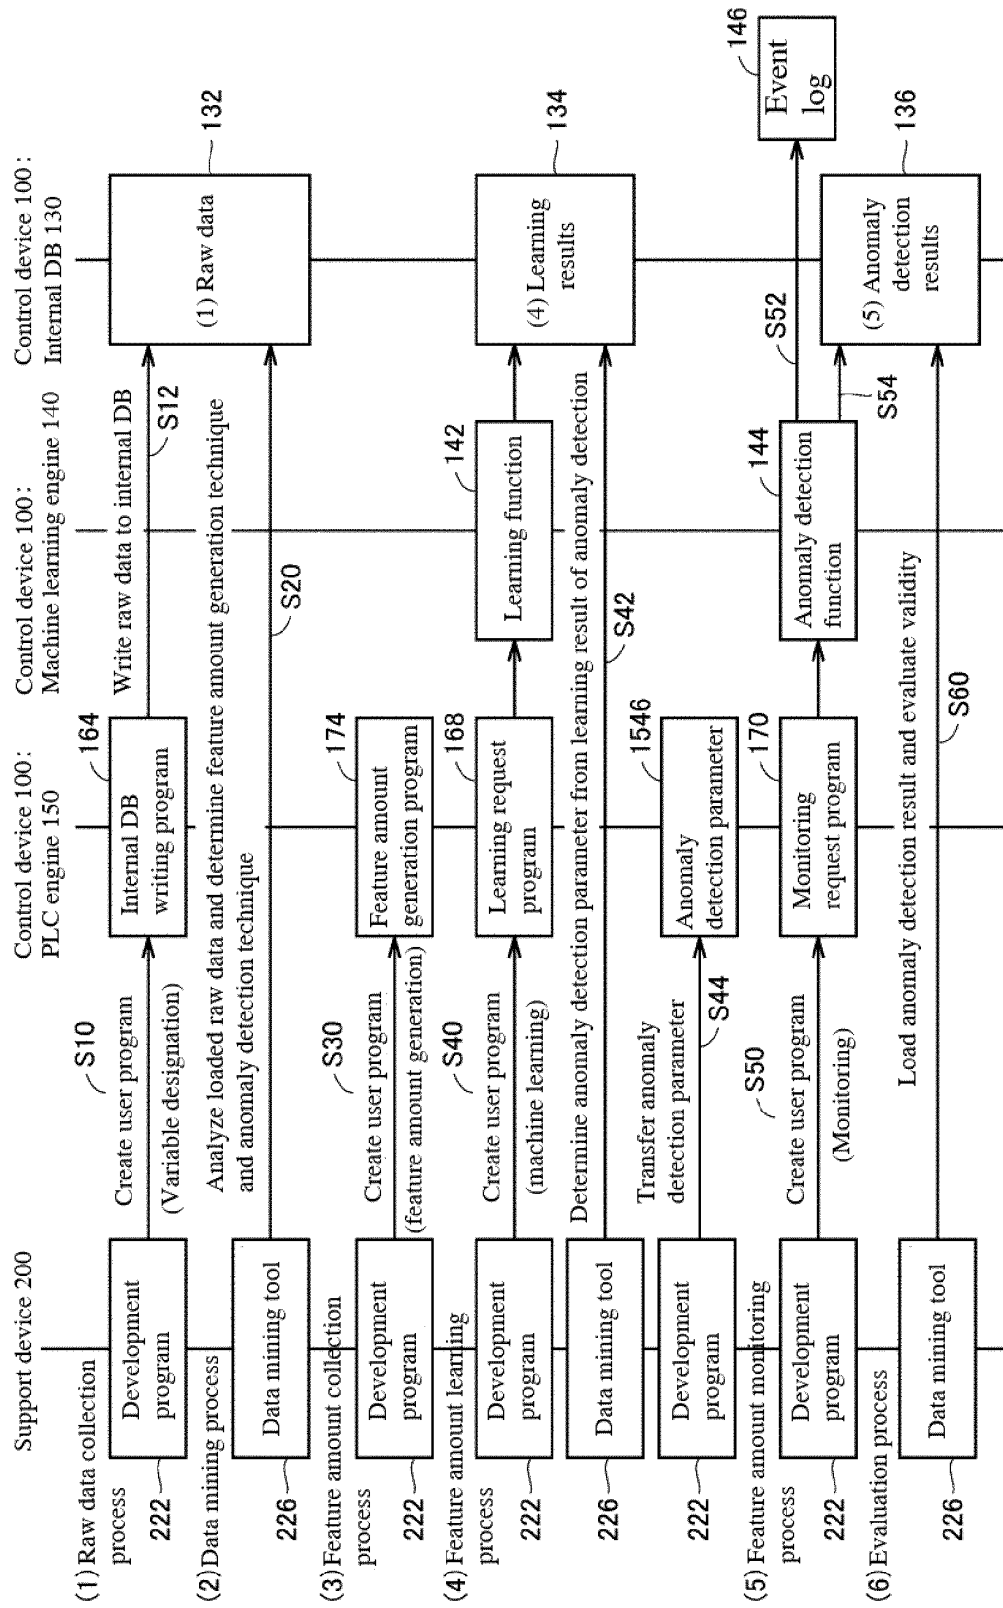 Support device 200
Control device 100:
PLC engine 150
Control device 100:
Machine learning engine 140
Control device 100:
Internal DB 130
(1) Raw data collection
process
222
Development
program
S10
Create user program
(Variable designation)
164
Internal DB
writing program
Write raw data to internal DB
S12
(1) Raw data
132
(2) Data mining process
226
Data mining tool
Analyze loaded raw data and determine feature amount generation technique
and anomaly detection technique
S20
(3) Feature amount collection
process
222
Development
program
S30
Create user program
(feature amount generation)
174
Feature amount
generation program
(4) Feature amount learning
process
222
Development
program
S40
Create user program
(machine learning)
168
Learning request
program
142
Learning function
(4) Learning
results
134
226
Data mining tool
Determine anomaly detection parameter from learning result of anomaly detection
S42
222
Development
program
Transfer anomaly
detection parameter
S44
1546
Anomaly
detection parameter
(5) Feature amount monitoring
process
222
Development
program
S50
Create user program
(Monitoring)
170
Monitoring
request program
144
Anomaly detection
function
S52
S54
146
Event
log
(5) Anomaly
detection
results
136
(6) Evaluation process
226
Data mining tool
Load anomaly detection result and evaluate validity
S60